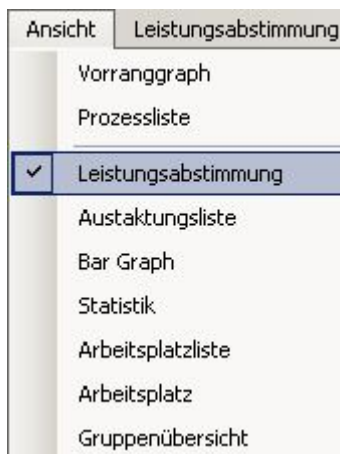 Ansicht Leistungsabstimmung
Vorranggraph
Prozessliste
Leistungsabstimmung
Austaktungsliste
Bar Graph
Statistik
Arbeitsplatzliste
Arbeitsplatz
Gruppenübersicht